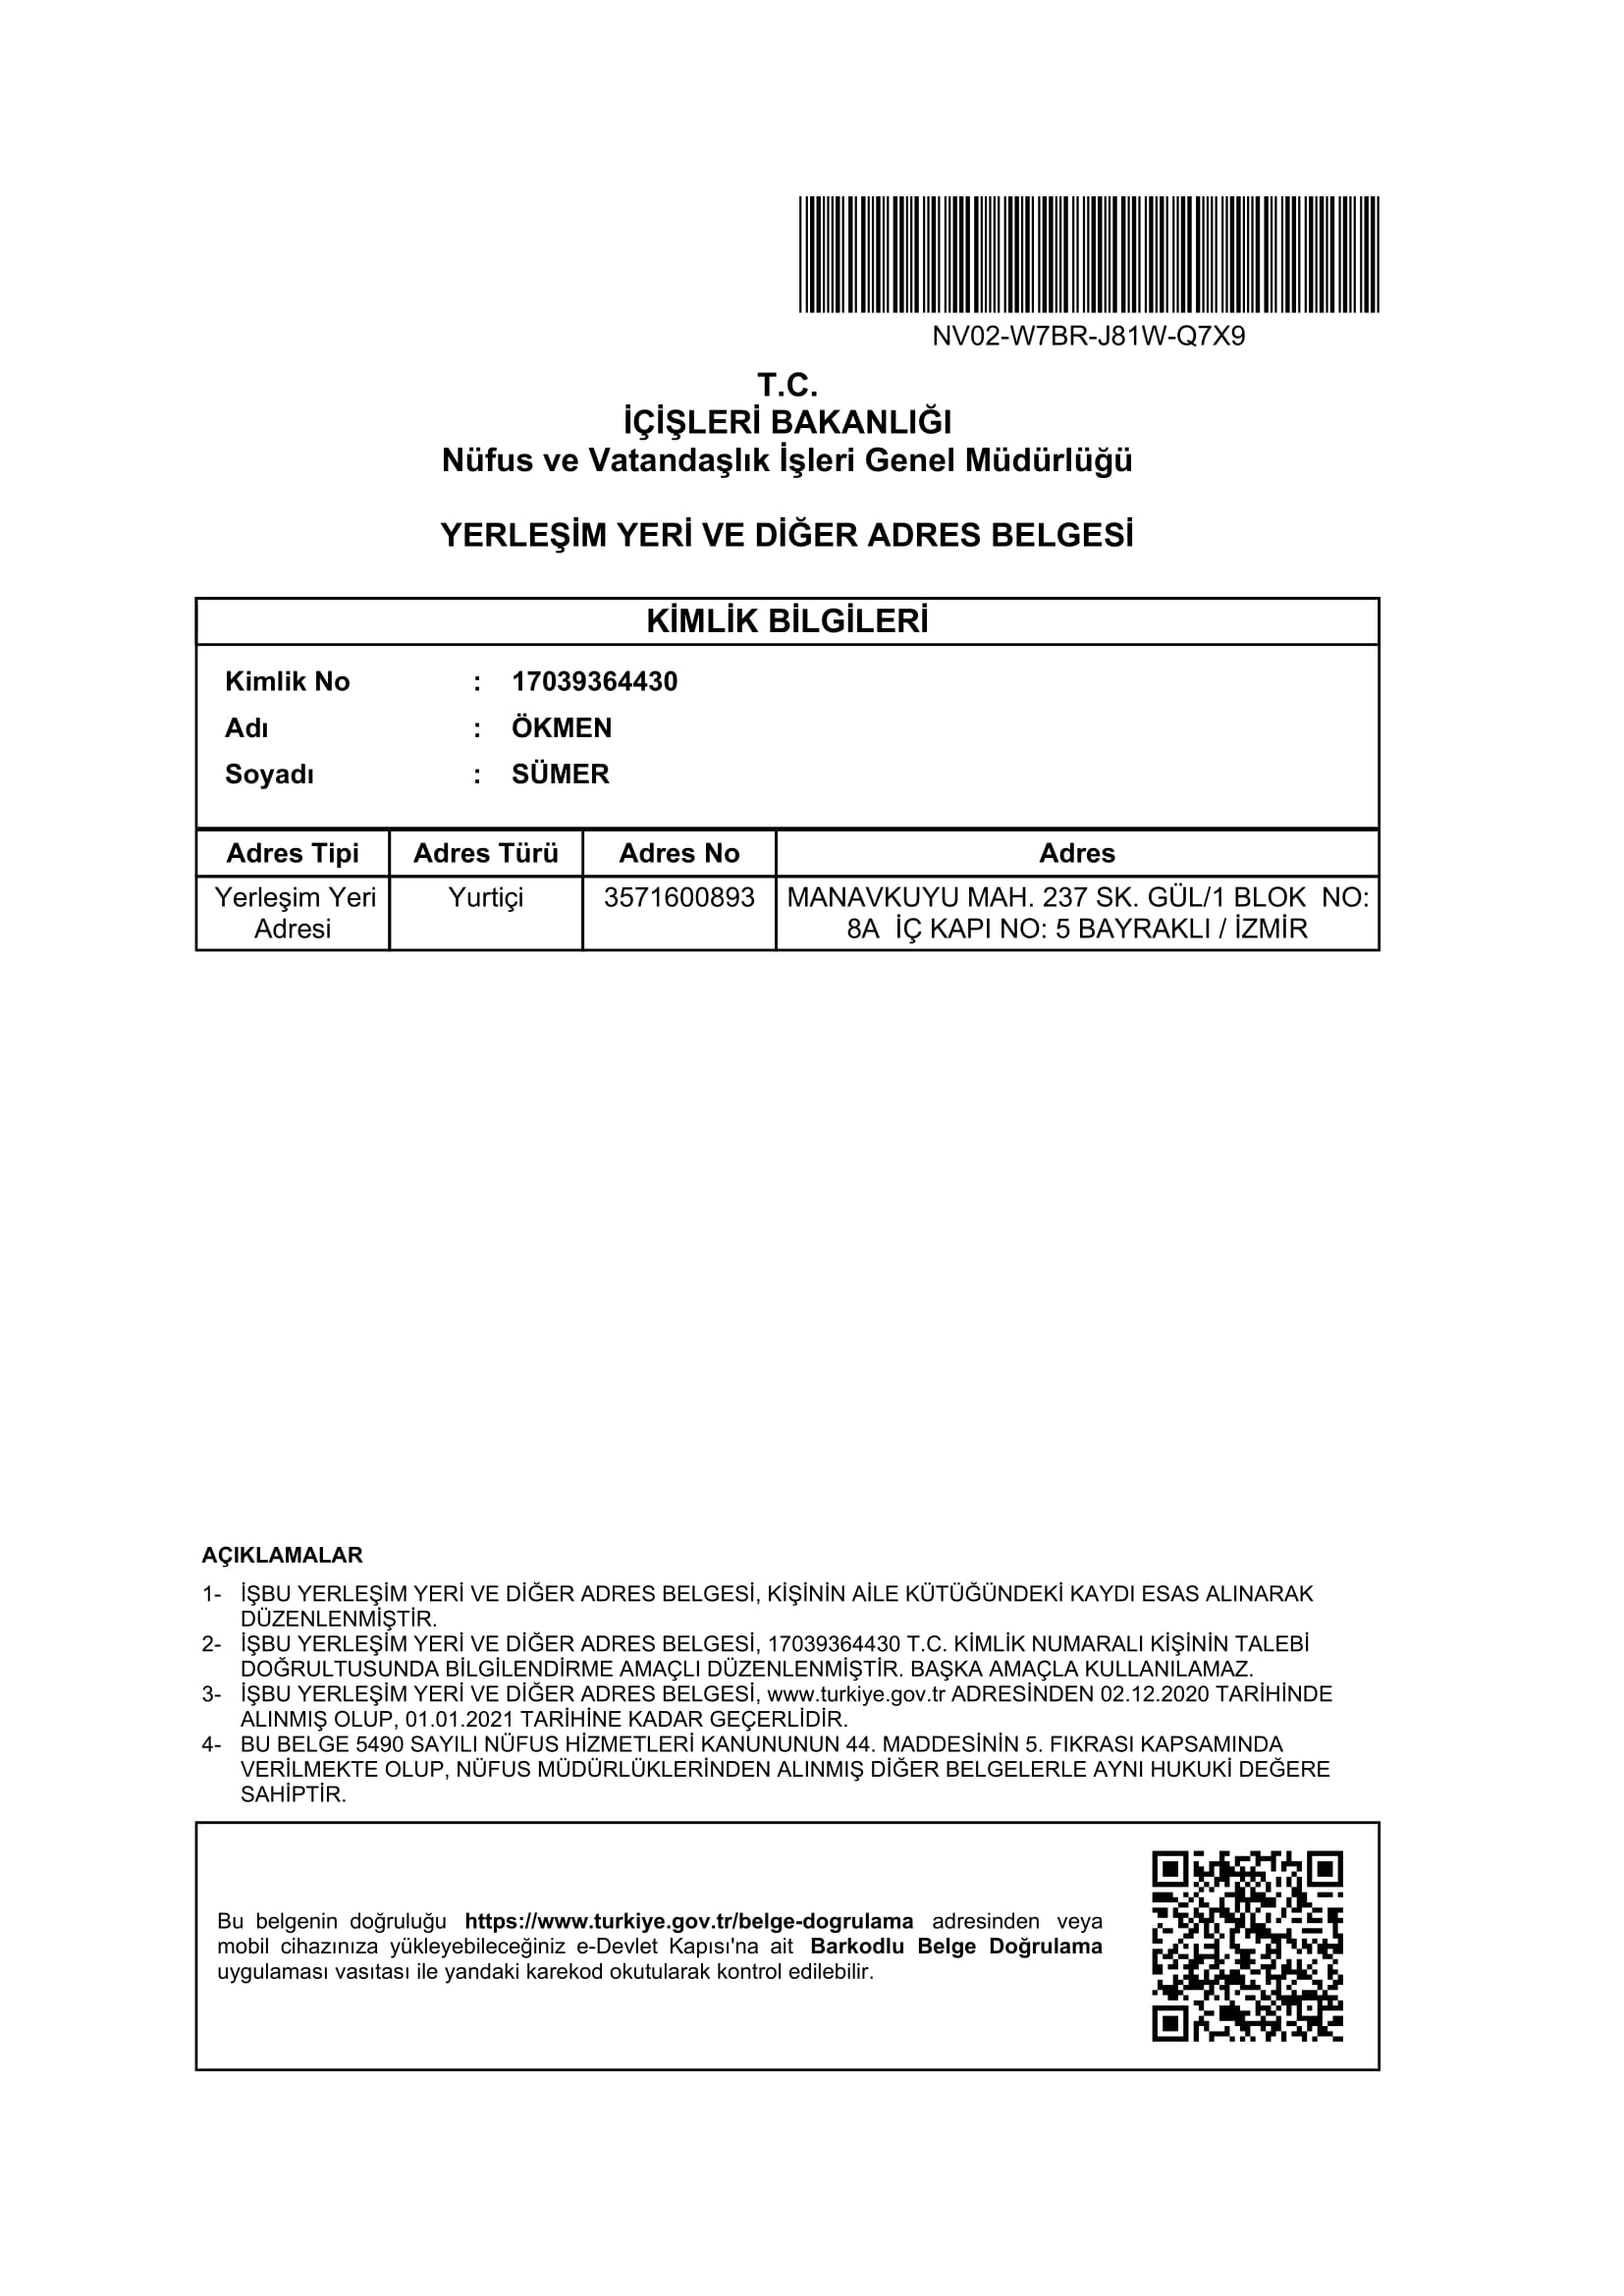 NV02-W7BR-J81W-Q7X9
T.C.
İÇİŞLERİ BAKANLIĞI
Nüfus ve Vatandaşlık İşleri Genel Müdürlüğü
YERLEŞİM YERİ VE DİĞER ADRES BELGESİ
KİMLİK BİLGİLERİ
Kimlik No : 17039364430
Adı : ÖKMEN
Soyadı : SÜMER
Adres Tipi Adres Türü Adres No Adres
Yerleşim Yeri Yurtiçi 3571600893 MANAVKUYU MAH. 237 SK. GÜL/1 BLOK NO:
Adresi 8A İÇ KAPI NO: 5 BAYRAKLI / İZMİR
AÇIKLAMALAR
1- İŞBU YERLEŞİM YERİ VE DİĞER ADRES BELGESİ, KİŞİNİN AİLE KÜTÜĞÜNDEKİ KAYDI ESAS ALINARAK
DÜZENLENMİŞTİR.
2- İŞBU YERLEŞİM YERİ VE DİĞER ADRES BELGESİ, 17039364430 T.C. KİMLİK NUMARALI KİŞİNİN TALEBİ
DOĞRULTUSUNDA BİLGİLENDİRME AMAÇLI DÜZENLENMİŞTİR. BAŞKA AMAÇLA KULLANILAMAZ.
3- İŞBU YERLEŞİM YERİ VE DİĞER ADRES BELGESİ, www.turkiye.gov.tr ADRESİNDEN 02.12.2020 TARİHİNDE
ALINMIŞ OLUP, 01.01.2021 TARİHİNE KADAR GEÇERLİDİR.
4- BU BELGE 5490 SAYILI NÜFUS HİZMETLERİ KANUNUNUN 44. MADDESİNİN 5. FIKRASI KAPSAMINDA
VERİLMEKTE OLUP, NÜFUS MÜDÜRLÜKLERİNDEN ALINMIŞ DİĞER BELGELERLE AYNI HUKUKİ DEĞERE
SAHİPTİR.
Bu belgenin doğruluğu https://www.turkiye.gov.tr/belge-dogrulama adresinden veya
mobil cihazınıza yükleyebileceğiniz e-Devlet Kapısı'na ait Barkodlu Belge Doğrulama
uygulaması vasıtası ile yandaki karekod okutularak kontrol edilebilir.